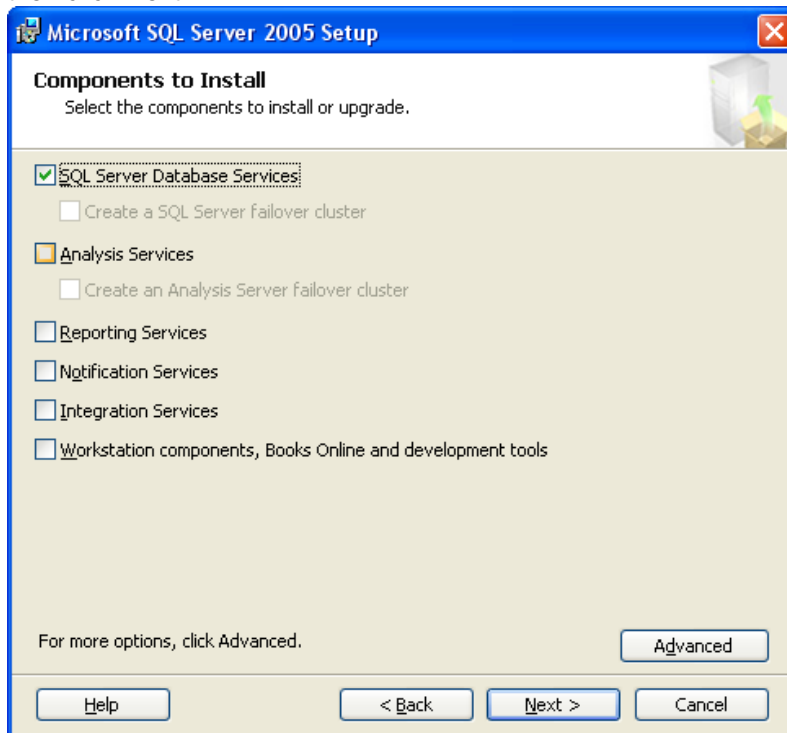 Microsoft SQL Server 2005 Setup
Components to Install
Select the components to install or upgrade.
SQL Server Database Services
Create a SQL Server failover cluster
Analysis Services
Create an Analysis Server failover cluster
Reporting Services
Notification Services
Integration Services
Workstation components, Books Online and development tools
For more options, click Advanced.
Advanced
Help
< Back
Next >
Cancel